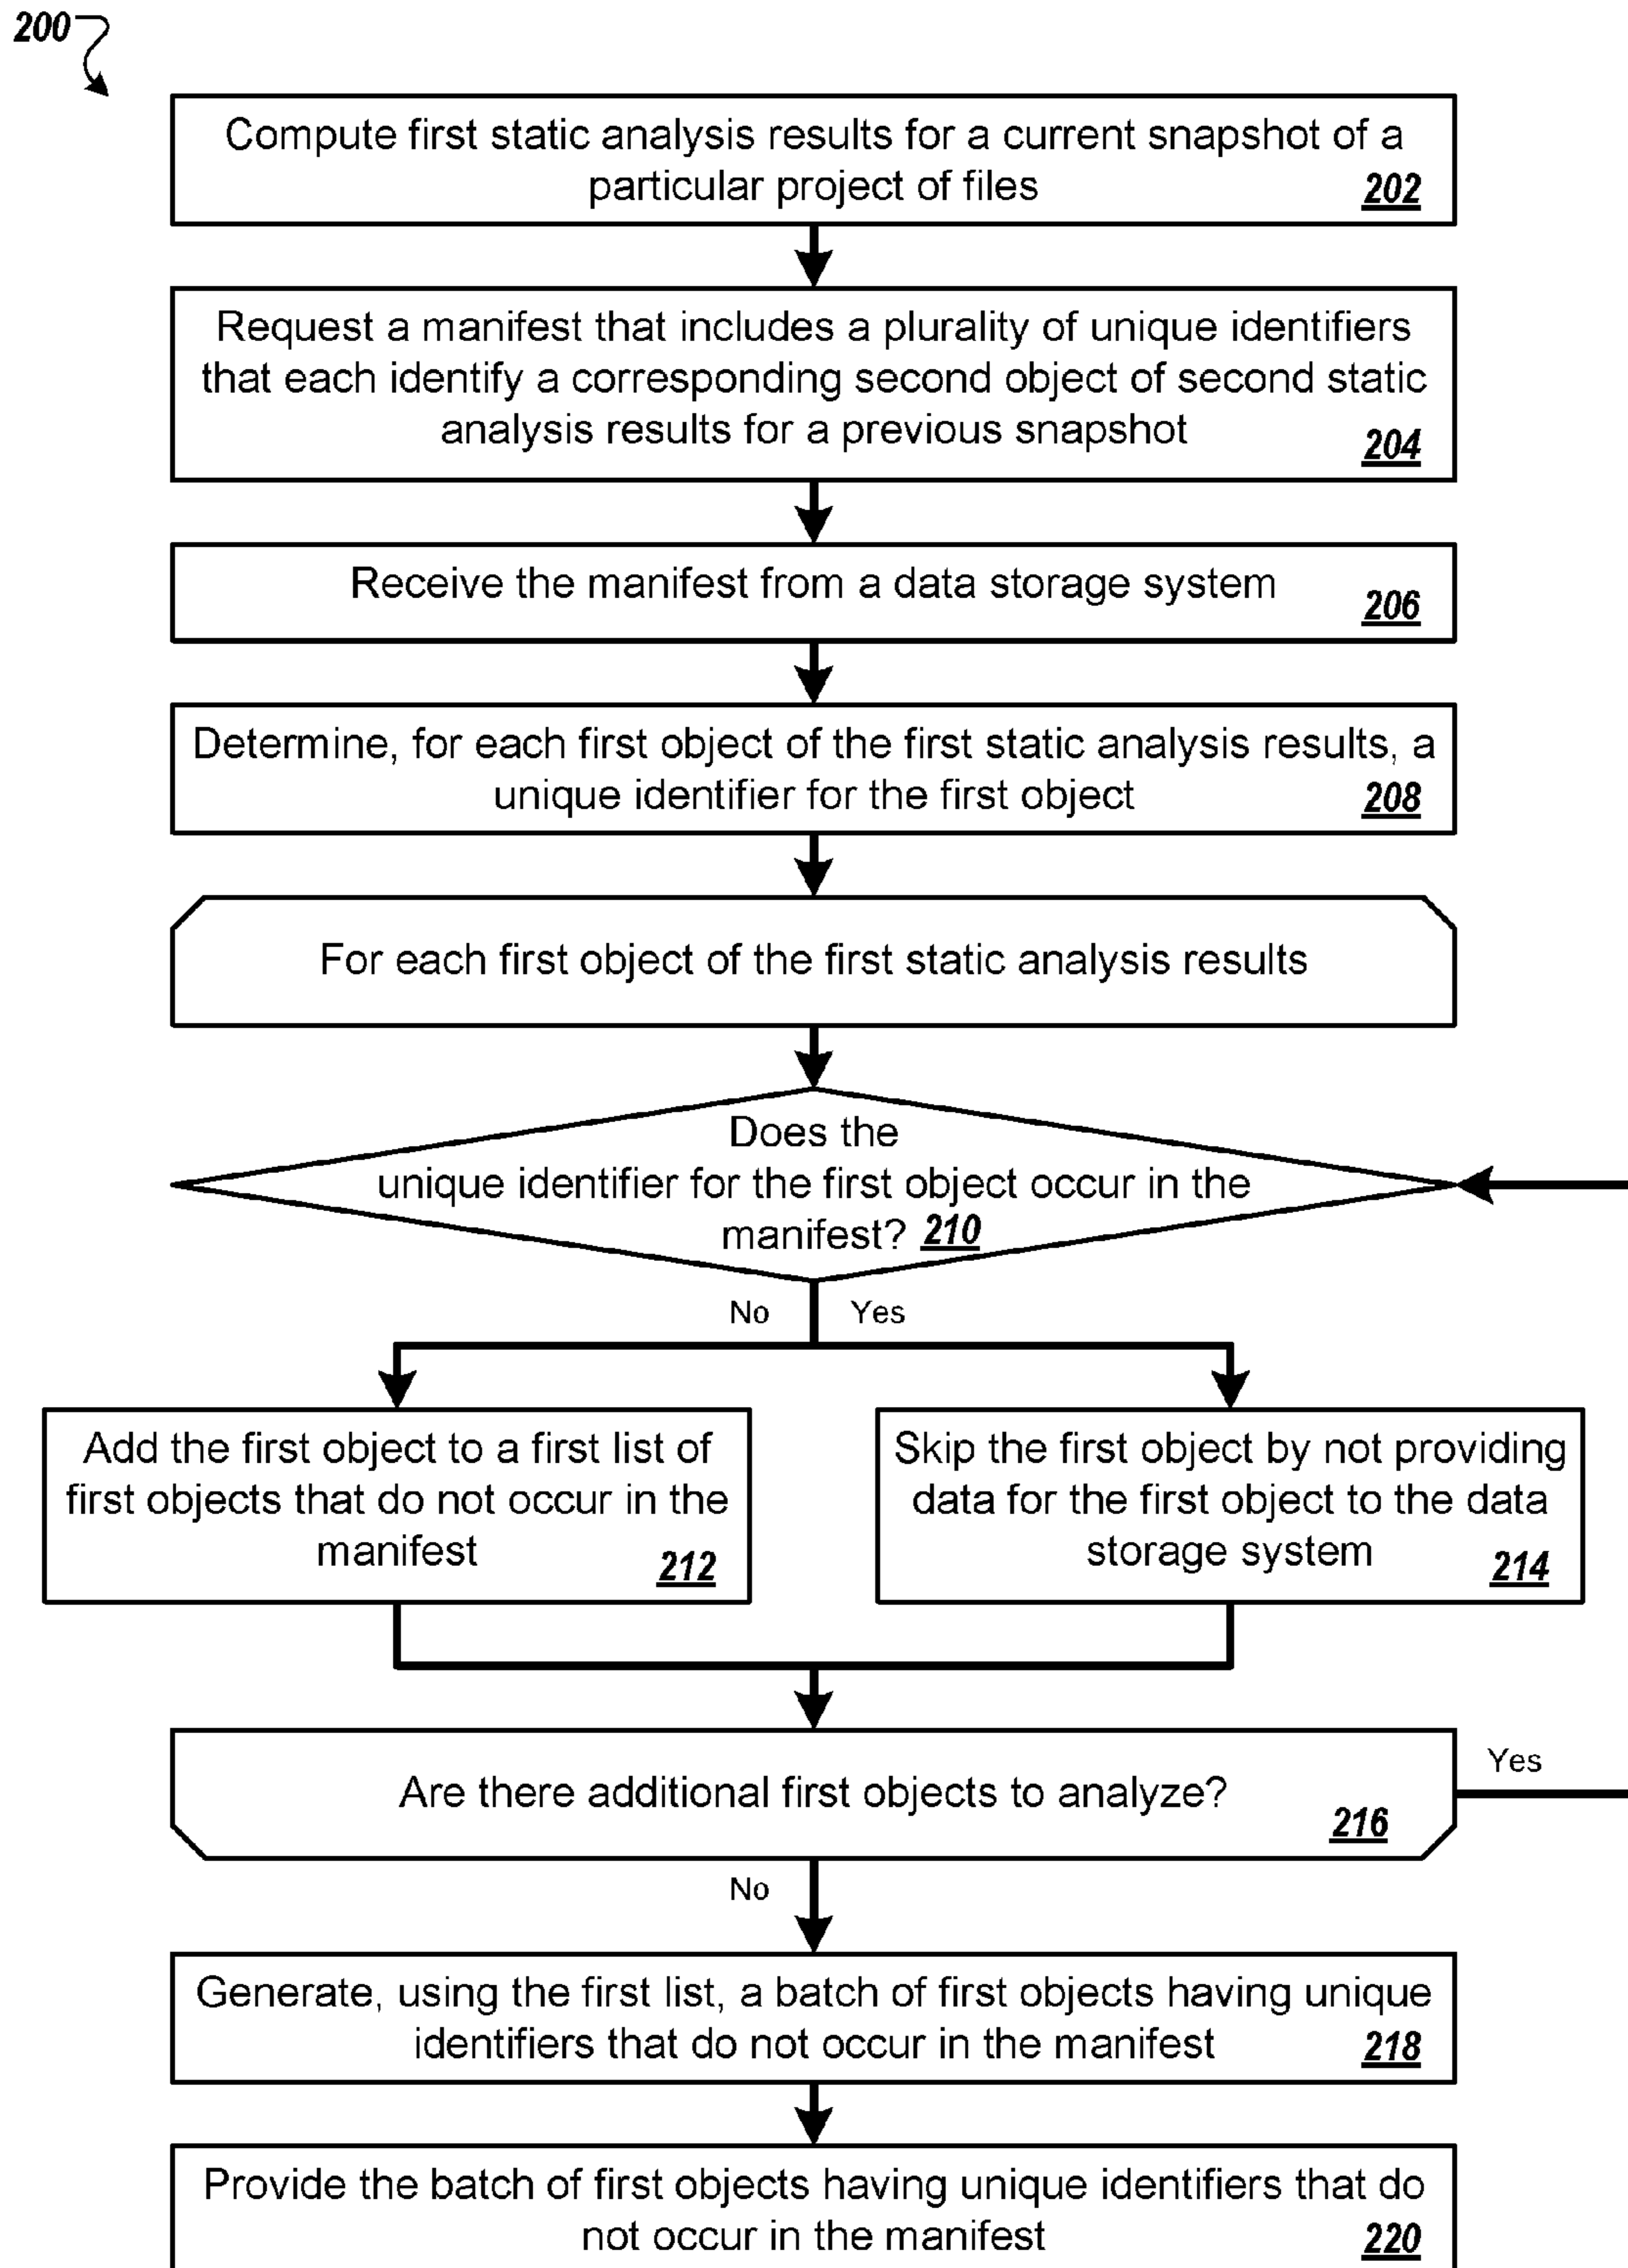 200
Compute first static analysis results for a current snapshot of a
particular project of files
202
Request a manifest that includes a plurality of unique identifiers
that each identify a corresponding second object of second static
analysis results for a previous snapshot
204
Receive the manifest from a data storage system
206
Determine, for each first object of the first static analysis results, a
unique identifier for the first object
208
For each first object of the first static analysis results
Does the
unique identifier for the first object occur in the
manifest? 210
No
Yes
Add the first object to a first list of
first objects that do not occur in the
manifest
212
Skip the first object by not providing
data for the first object to the data
storage system
214
Are there additional first objects to analyze?
216
Yes
No
Generate, using the first list, a batch of first objects having unique
identifiers that do not occur in the manifest
218
Provide the batch of first objects having unique identifiers that do
not occur in the manifest
220